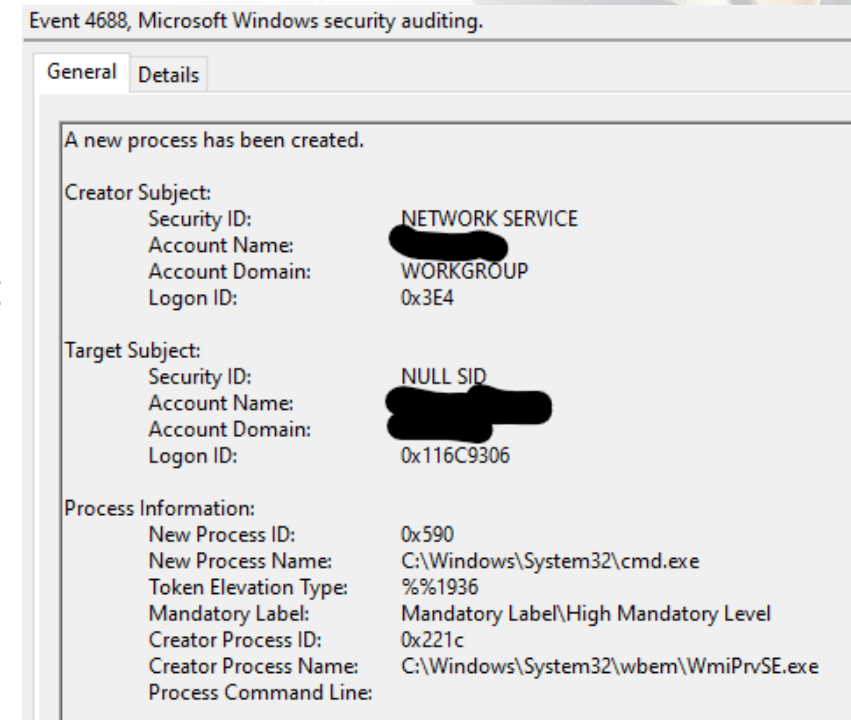 Event 4688, Microsoft Windows security auditing.
General Details
A new process has been created.
Creator Subject:
Security ID: NETWORK SERVICE
Account Name:
Account Domain: WORKGROUP
Logon ID: 0x3E4
Target Subject:
Security ID: NULL SID
Account Name:
Account Domain:
Logon ID: 0x116C9306
Process Information:
New Process ID: 0x590
New Process Name: C:\Windows\System32\cmd.exe
Token Elevation Type: %%1936
Mandatory Label: Mandatory Label\High Mandatory Level
Creator Process ID: 0x221c
Creator Process Name: C:\Windows\System32\wbem\WmiPrvSE.exe
Process Command Line: